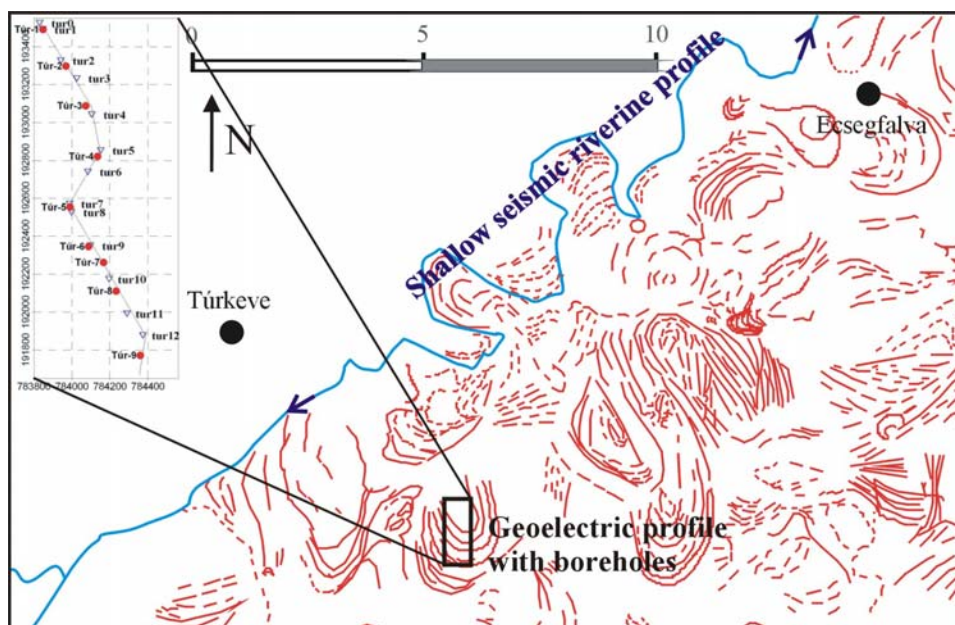 tur0
Túr-1 tur1
tur2
Túr-2
tur3
Túr-3
tur4
tur5
Túr-4
tur6
tur7
Túr-5
tur8
Túr-6 tur9
Túr-7
tur10
Túr-8
tur11
tur12
Túr-9
193400
193200
193000
192800
192600
192400
192200
192000
191800
783800 784000 784200 784400
0 5 10
N
Shallow seismic riverine profile
Ecsegfalva
Túrkeve
Geoelectric profile
with boreholes